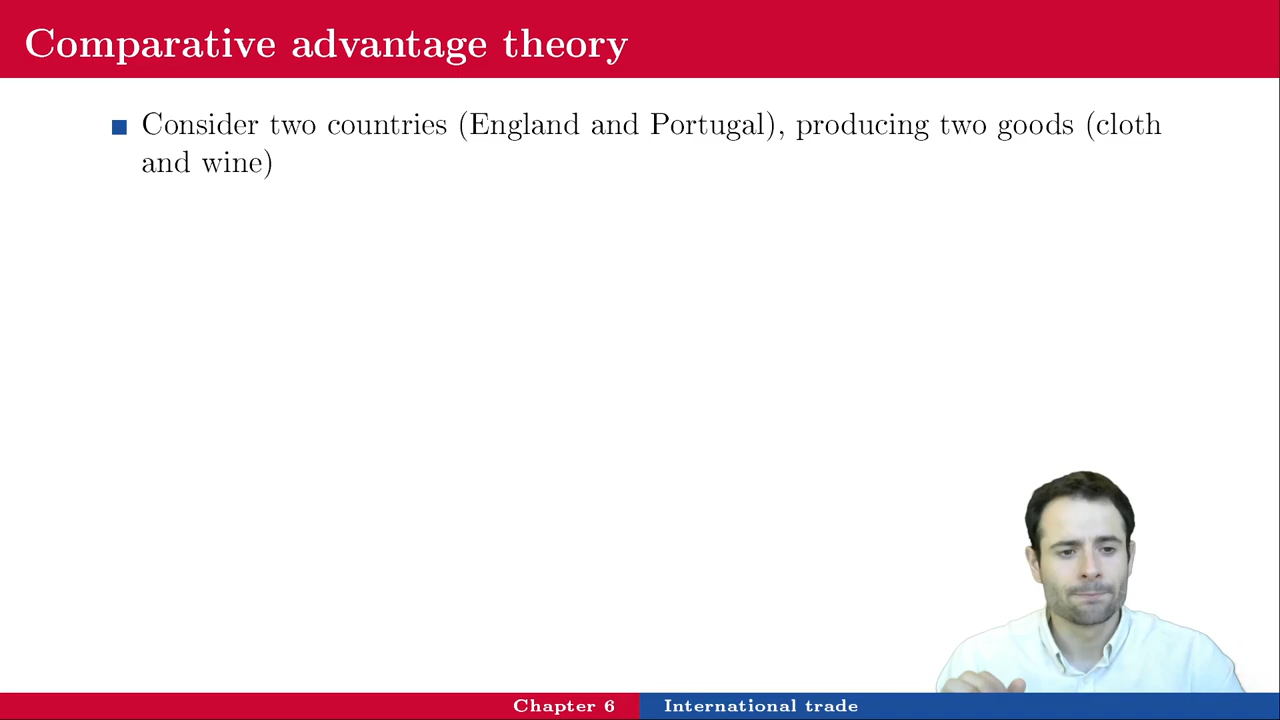 Comparative advantage theory
Consider two countries (England and Portugal), producing two goods (cloth
and wine)
Chapter 6
International trade